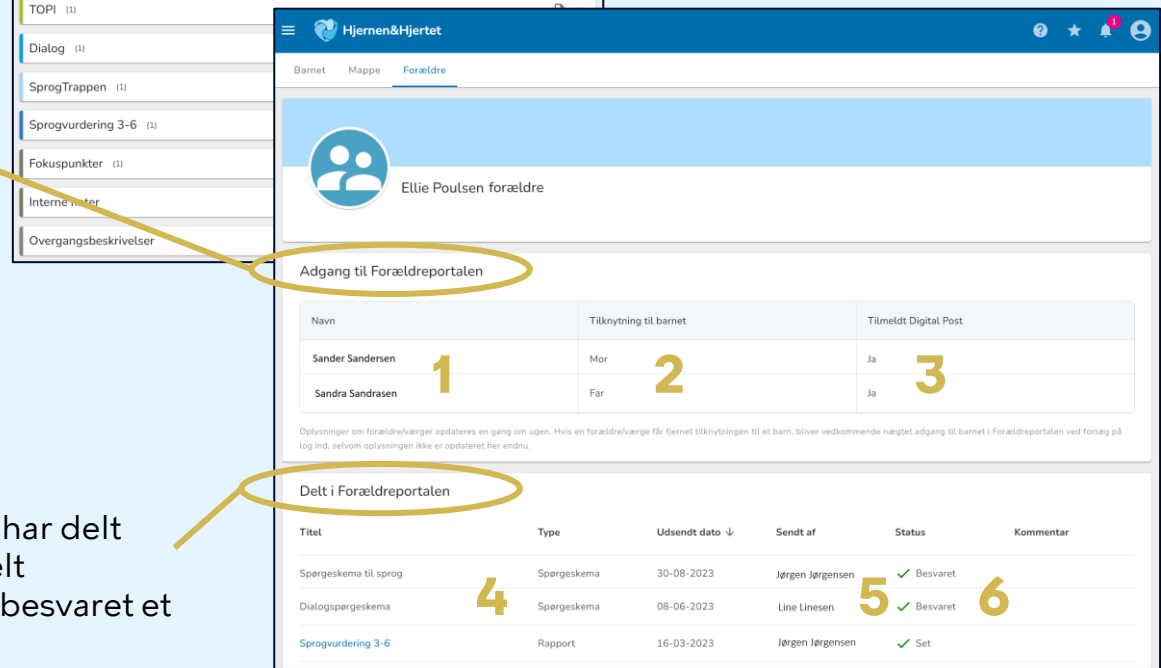 TOPI (1)
Dialog (1)
SprogTrappen (1)
Sprogvurdering 3-6 (1)
Fokuspunkter (1)
Interne noter
Overgangsbeskrivelser
Hjernen&Hjertet
1
Barnet Mappe Forældre
Ellie Poulsen forældre
Adgang til Forældreportalen
Navn Tilknytning til barnet Tilmeldt Digital Post
Sander Sandersen Mor Ja
1 2 3
Sandra Sandrasen Far Ja
Oplysninger om forældre/værger opdateres en gang om ugen. Hvis en forældre/værge får fjernet tilknytningen til et barn, bliver vedkommende nægtet adgang til barnet i Forældreportalen ved forsøg på
log ind, selvom oplysningen ikke er opdateret her endnu.
Delt i Forældreportalen
Titel Type Udsendt dato ↓ Sendt af Status Kommentar
Spørgeskema til sprog Spørgeskema 30-08-2023 Jørgen Jørgensen Besvaret
4 5 6
Dialogspørgeskema Spørgeskema 08-06-2023 Line Linesen Besvaret
Sprogvurdering 3-6 Rapport 16-03-2023 Jørgen Jørgensen Set
har delt
elt
besvaret et